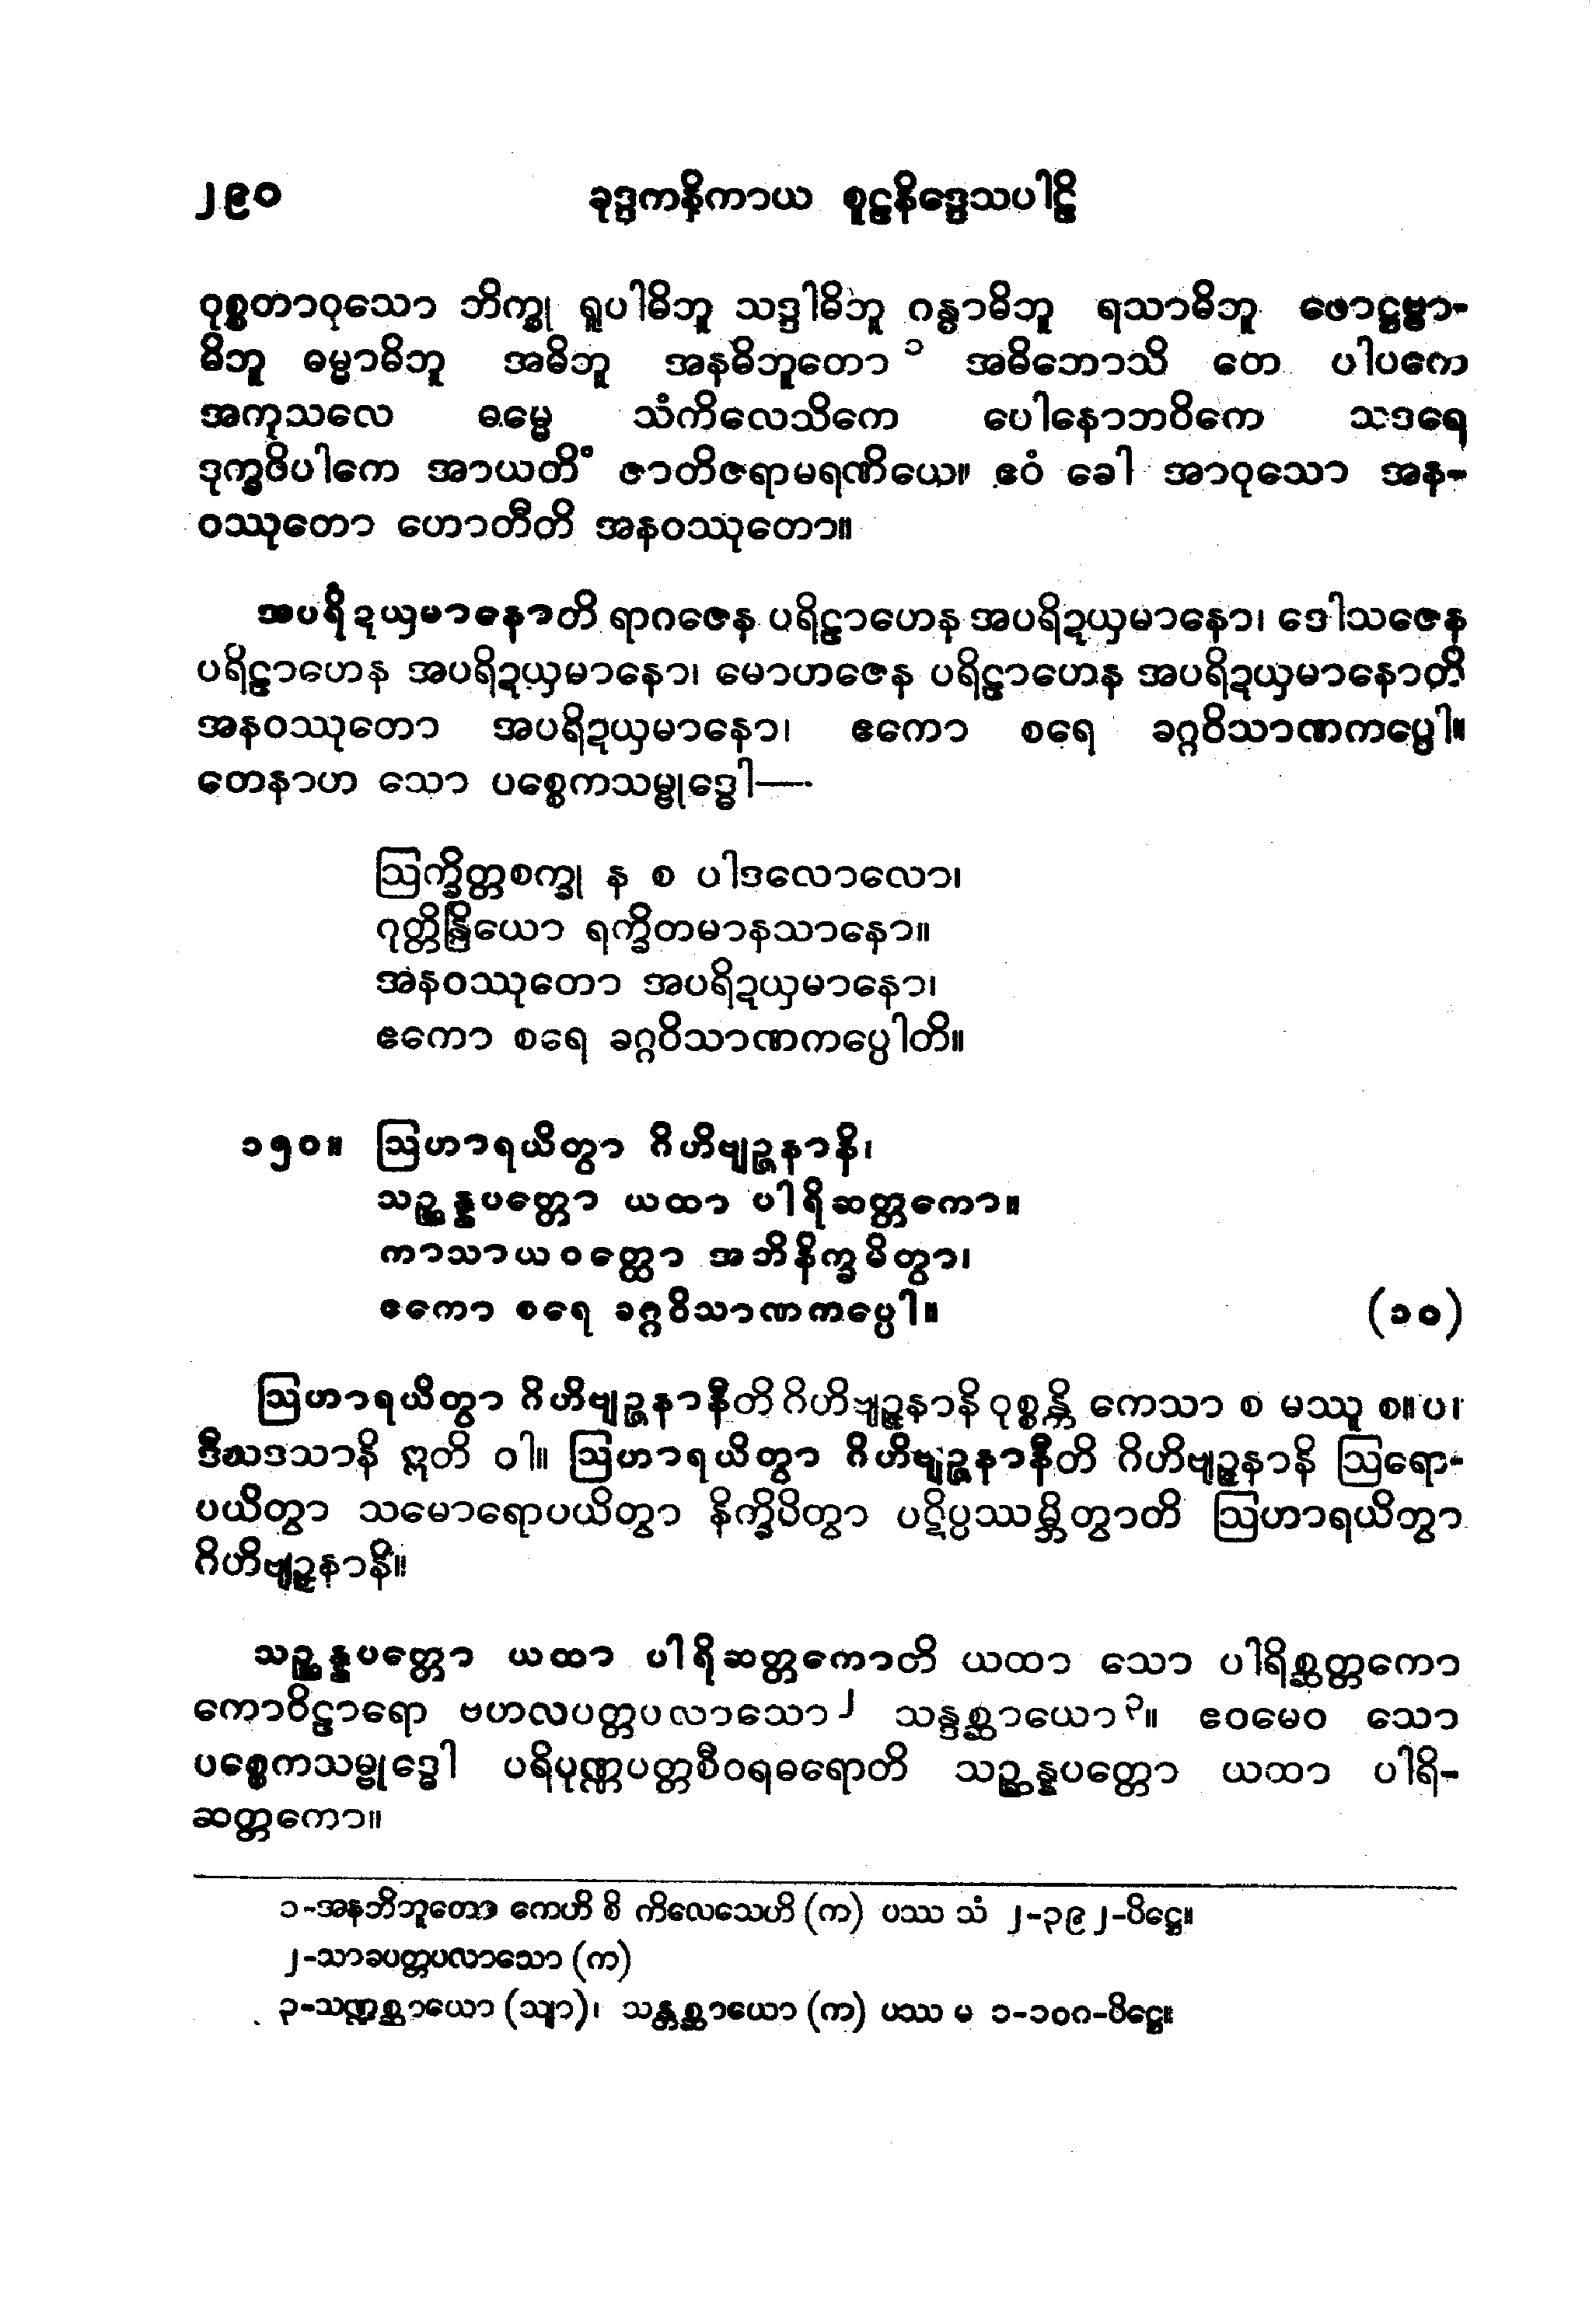 ၂၉၀ ခုဒ္ဒကနိကာယ စူဠနိဒ္ဒေသပါဠိ
ဝုစ္စတာဝုသော ဘိက္ခု ရူပါဓိဘူ သဒ္ဒါဓိဘူ ဂန္ဓာဓိဘူ ရသာဓိဘူ ဖောဋ္ဌဗ္ဗာ-
ဓိဘူ ဓမ္မာဓိဘူ အဓိဘူ အနဓိဘူတော ၁ အဓိဘောသိ တေ ပါပကေ
အကုသလေ ဓမ္မေ သံကိလေသိကေ ပေါနောဘဝိကေ သဒရေ
ဒုက္ခဝိပါကေ အာယတိံ ဇာတိဇရာမရဏိယေ။ ဧဝံ ခေါ အာဝုသော အန-
ဝဿုတော ဟောတီတိ အနဝဿုတော။
အပရိဍယှမာနောတိ ရာဂဇေန ပရိဠာဟေန အပရိဍယှမာနော၊ ဒေါသဇေန
ပရိဠာဟေန အပရိဍယှမာနော၊ မောဟဇေန ပရိဠာဟေန အပရိဍယှမာနောတိ
အနဝဿုတော အပရိဍယှမာနော၊ ဧကော စရေ ခဂ္ဂဝိသာဏကပ္ပေါ။
တေနာဟ သော ပစ္စေကသမ္ဗုဒ္ဓေါ—
ဩက္ခိတ္တစက္ခု န စ ပါဒလောလော၊
ဂုတ္တိန္ဒြိယော ရက္ခိတမာနသာနော။
အနဝဿုတော အပရိဍယှမာနော၊
ဧကော စရေ ခဂ္ဂဝိသာဏကပ္ပေါတိ။
၁၅၀။ ဩဟာရယိတွာ ဂိဟိဗျဉ္ဇနာနိ၊
သဉ္ဆန္နပတ္တော ယထာ ပါရိဆတ္တကော။
ကာသာယဝတ္ထော အဘိနိက္ခမိတွာ၊
ဧကော စရေ ခဂ္ဂဝိသာဏကပ္ပေါ။ (၁၀)
ဩဟာရယိတွာ ဂိဟိဗျဉ္ဇနာနီတိ ဂိဟိဗျဉ္ဇနာနိ ဝုစ္စန္တိ ကေသာ စ မဿူ စ။ပ၊
ဒီဃဒသာနိ ဣတိ ဝါ။ ဩဟာရယိတွာ ဂိဟိဗျဉ္ဇနာနီတိ ဂိဟိဗျဉ္ဇနာနိ ဩရော-
ပယိတွာ သမောရောပယိတွာ နိက္ခိပိတွာ ပဋိပ္ပဿမ္ဘိတွာတိ ဩဟာရယိတွာ
ဂိဟိဗျဉ္ဇနာနိ။
သဉ္ဆန္နပတ္တော ယထာ ပါရိဆတ္တကောတိ ယထာ သော ပါရိစ္ဆတ္တကော
ကောဝိဠာရော ဗဟလပတ္တပလာသော၂ သန္ဒစ္ဆာယော၃။ ဧဝမေဝ သော
ပစ္စေကသမ္ဗုဒ္ဓေါ ပရိပုဏ္ဏပတ္တစီဝရဓရောတိ သဉ္ဆန္နပတ္တော ယထာ ပါရိ-
ဆတ္တကော။
၁-အနဘိဘူတော ကေဟိ စိ ကိလေသေဟိ (က) ပဿ သံ ၂-၃၉၂-ပိဋ္ဌေ။
၂-သာခပတ္တပလာသော (က)
၃-သဏ္ဍစ္ဆာယော (သျာ)၊ သန္တစ္ဆာယော (က) ပဿ မ ၁-၁၀၈-ပိဋ္ဌေ။